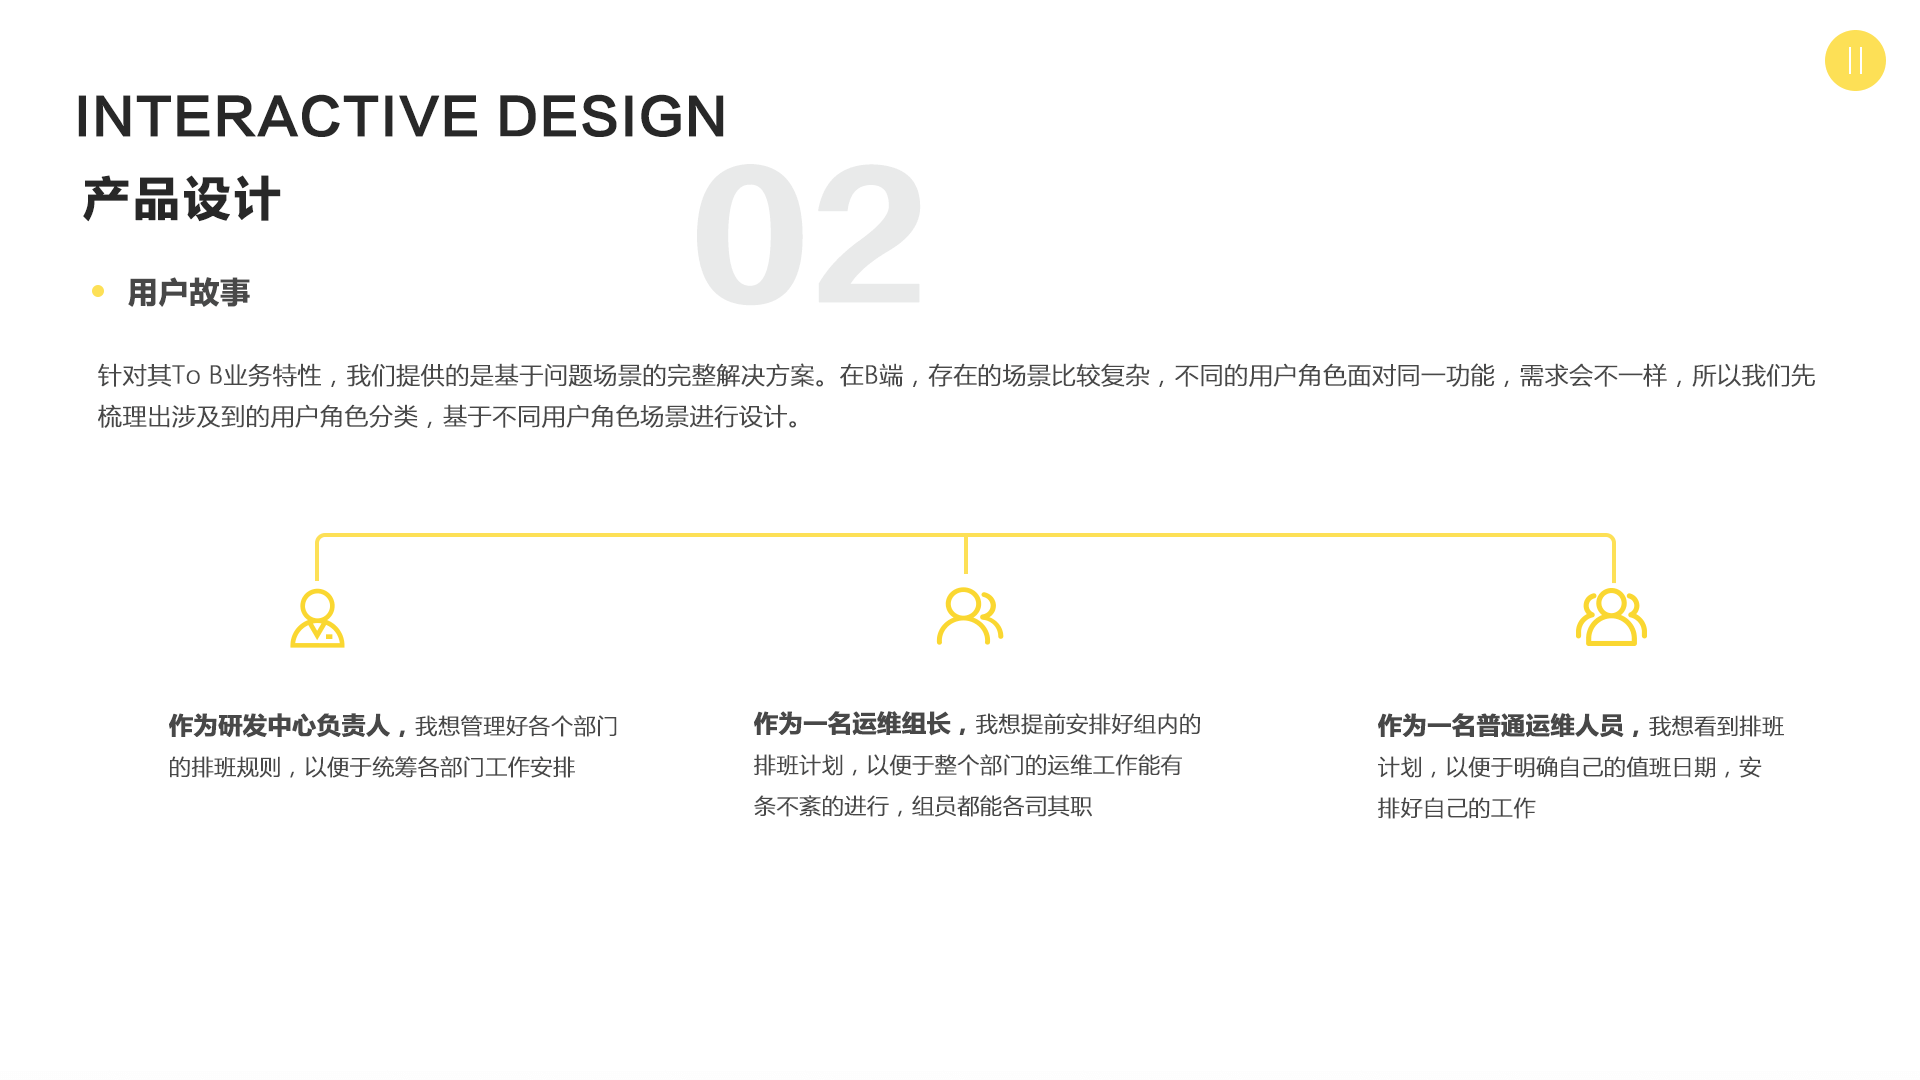 INTERACTIVE DESIGN
产品设计
02
用户故事
针对其To B业务特性，我们提供的是基于问题场景的完整解决方案。在B端，存在的场景比较复杂，不同的用户角色面对同一功能，需求会不一样，所以我们先
梳理出涉及到的用户角色分类，基于不同用户角色场景进行设计。
作为研发中心负责人，我想管理好各个部门
的排班规则，以便于统筹各部门工作安排
作为一名运维组长，我想提前安排好组内的
排班计划，以便于整个部门的运维工作能有
条不紊的进行，组员都能各司其职
作为一名普通运维人员，我想看到排班
计划，以便于明确自己的值班日期，安
排好自己的工作